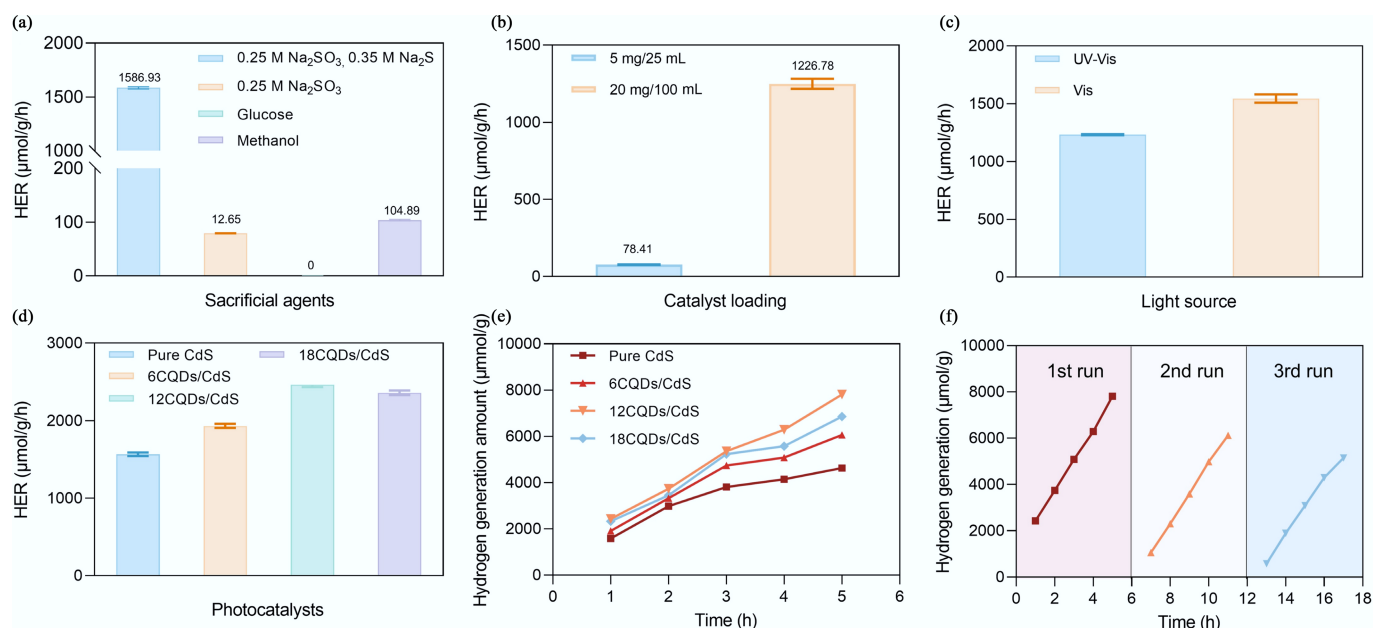 (a)
2000
1500
1000
200
100
0
HER (μmol/g/h)
1586.93
12.65
0
104.89
0.25 M Na₂SO₃, 0.35 M Na₂S
0.25 M Na₂SO₃
Glucose
Methanol
Sacrificial agents
(b)
1500
1000
500
0
HER (μmol/g/h)
5 mg/25 mL
20 mg/100 mL
78.41
1226.78
Catalyst loading
(c)
2000
1500
1000
500
0
HER (μmol/g/h)
UV-Vis
Vis
Light source
(d)
3000
2000
1000
0
HER (μmol/g/h)
Pure CdS
18CQDs/CdS
6CQDs/CdS
12CQDs/CdS
Photocatalysts
(e)
10000
8000
6000
4000
2000
0
Hydrogen generation amount (μmnol/g)
Pure CdS
6CQDs/CdS
12CQDs/CdS
18CQDs/CdS
0 1 2 3 4 5 6
Time (h)
(f)
10000
8000
6000
4000
2000
0
Hydrogen generation (μmol/g)
1st run
2nd run
3rd run
0 2 4 6 8 10 12 14 16 18
Time (h)